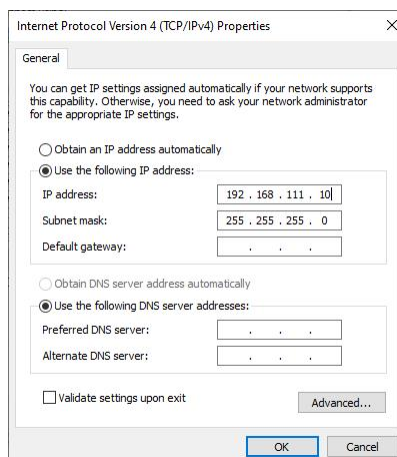 Internet Protocol Version 4 (TCP/IPv4) Properties
General
You can get IP settings assigned automatically if your network supports
this capability. Otherwise, you need to ask your network administrator
for the appropriate IP settings.
Obtain an IP address automatically
Use the following IP address:
IP address: 192 . 168 . 111 . 10
Subnet mask: 255 . 255 . 255 . 0
Default gateway: . . .
Obtain DNS server address automatically
Use the following DNS server addresses:
Preferred DNS server: . . .
Alternate DNS server: . . .
Validate settings upon exit
Advanced...
OK Cancel